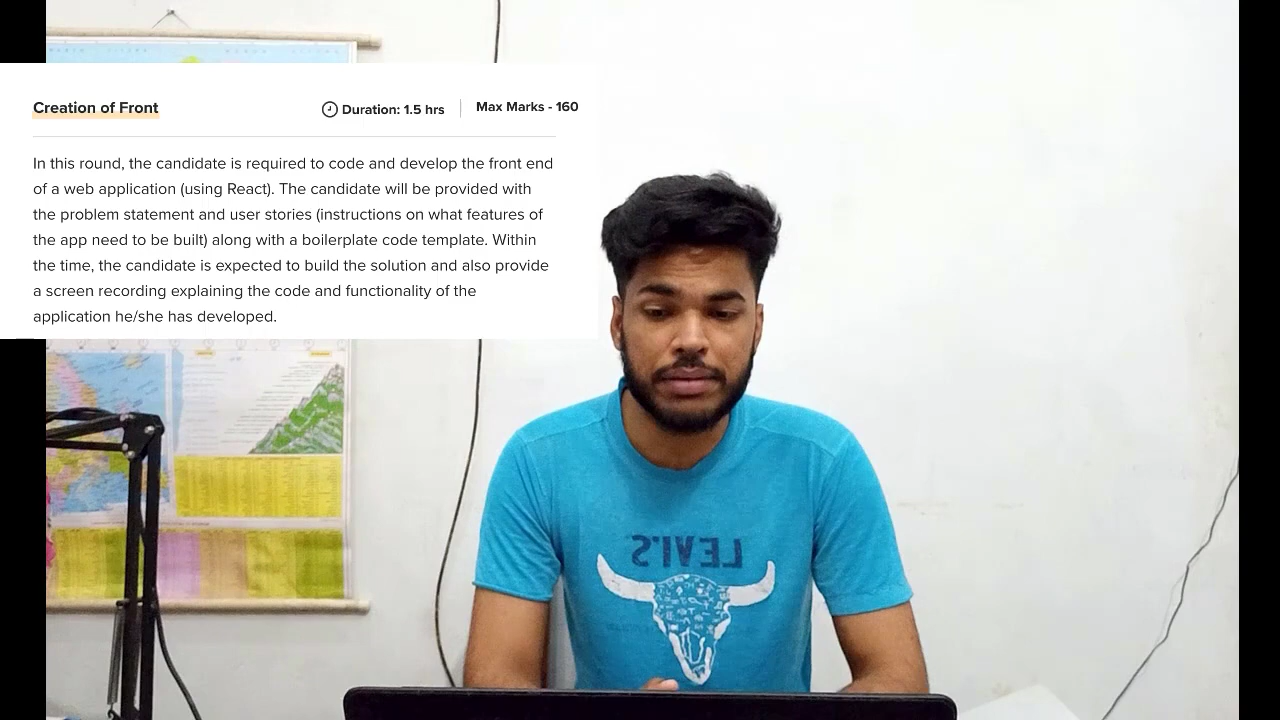 Creation of Front
Duration: 1.5 hrs
Max Marks - 160
In this round, the candidate is required to code and develop the front end
of a web application (using React). The candidate will be provided with
the problem statement and user stories (instructions on what features of
the app need to be built) along with a boilerplate code template. Within
the time, the candidate is expected to build the solution and also provide
a screen recording explaining the code and functionality of the
application he/she has developed.
LEVI'S